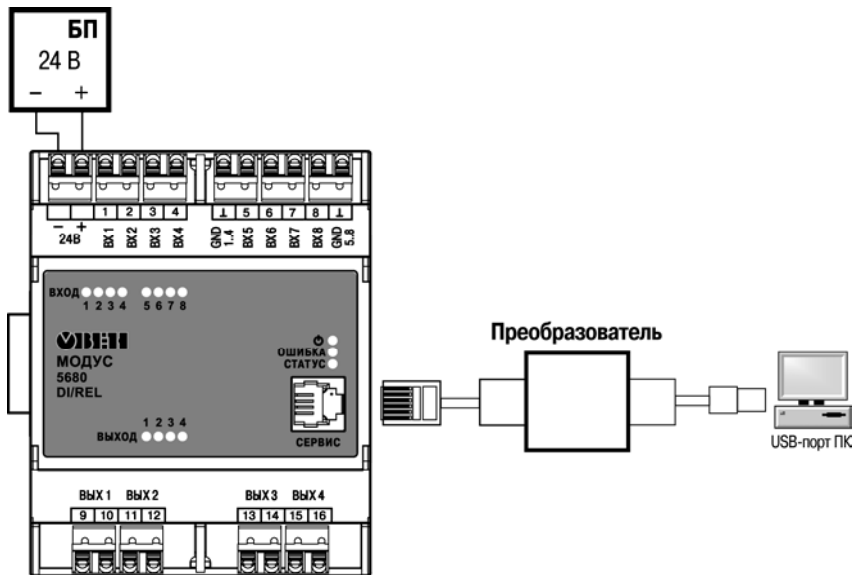 БП
24 В
– +
1 2 3 4 ⊥ 5 6 7 8 ⊥
– +
24В
ВХ1 ВХ2 ВХ3 ВХ4 GND 1..4 ВХ5 ВХ6 ВХ7 ВХ8 GND 5..8
ВХОД
1 2 3 4 5 6 7 8
ОВЕН
МОДУС
5680
DI/REL
ОШИБКА
СТАТУС
СЕРВИС
1 2 3 4
ВЫХОД
ВЫХ 1 ВЫХ 2 ВЫХ 3 ВЫХ 4
9 10 11 12 13 14 15 16
Преобразователь
USB-порт ПК